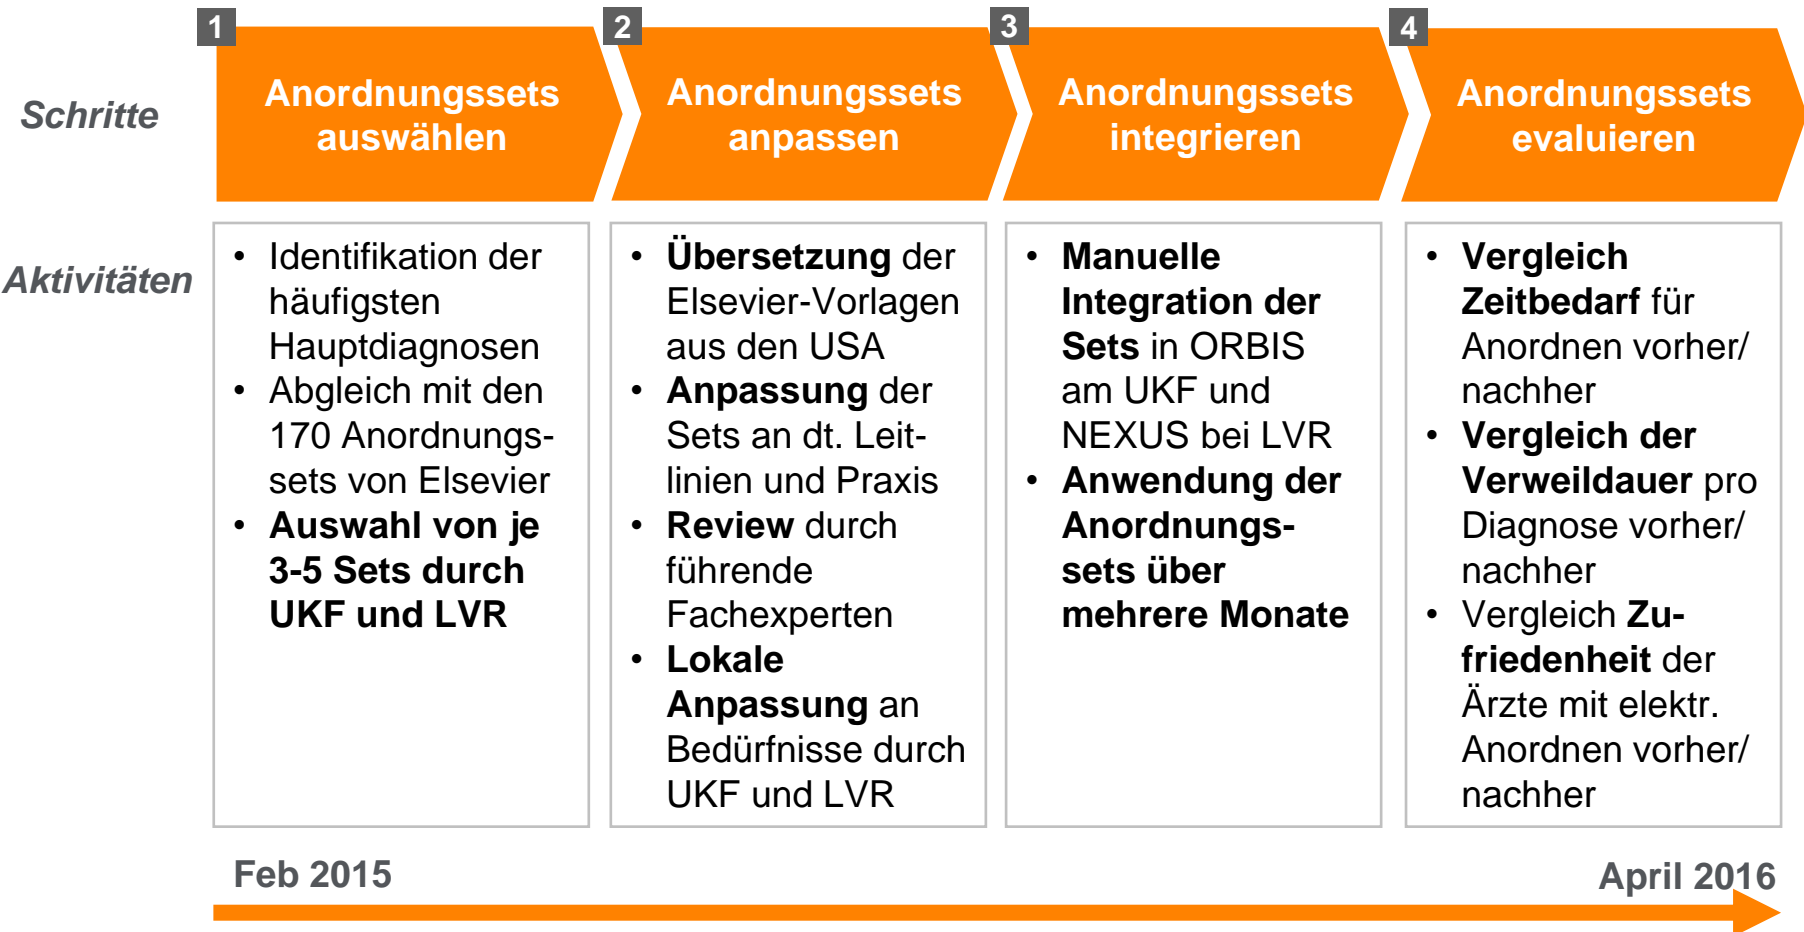 1
2
3
4
Schritte
Anordnungssets
auswählen
Anordnungssets
anpassen
Anordnungssets
integrieren
Anordnungssets
evaluieren
Aktivitäten
• Identifikation der
häufigsten
Hauptdiagnosen
• Abgleich mit den
170 Anordnungs-
sets von Elsevier
• Auswahl von je
3-5 Sets durch
UKF und LVR
• Übersetzung der
Elsevier-Vorlagen
aus den USA
• Anpassung der
Sets an dt. Leit-
linien und Praxis
• Review durch
führende
Fachexperten
• Lokale
Anpassung an
Bedürfnisse durch
UKF und LVR
• Manuelle
Integration der
Sets in ORBIS
am UKF und
NEXUS bei LVR
• Anwendung der
Anordnungs-
sets über
mehrere Monate
• Vergleich
Zeitbedarf für
Anordnen vorher/
nachher
• Vergleich der
Verweildauer pro
Diagnose vorher/
nachher
• Vergleich Zu-
friedenheit der
Ärzte mit elektr.
Anordnen vorher/
nachher
Feb 2015
April 2016